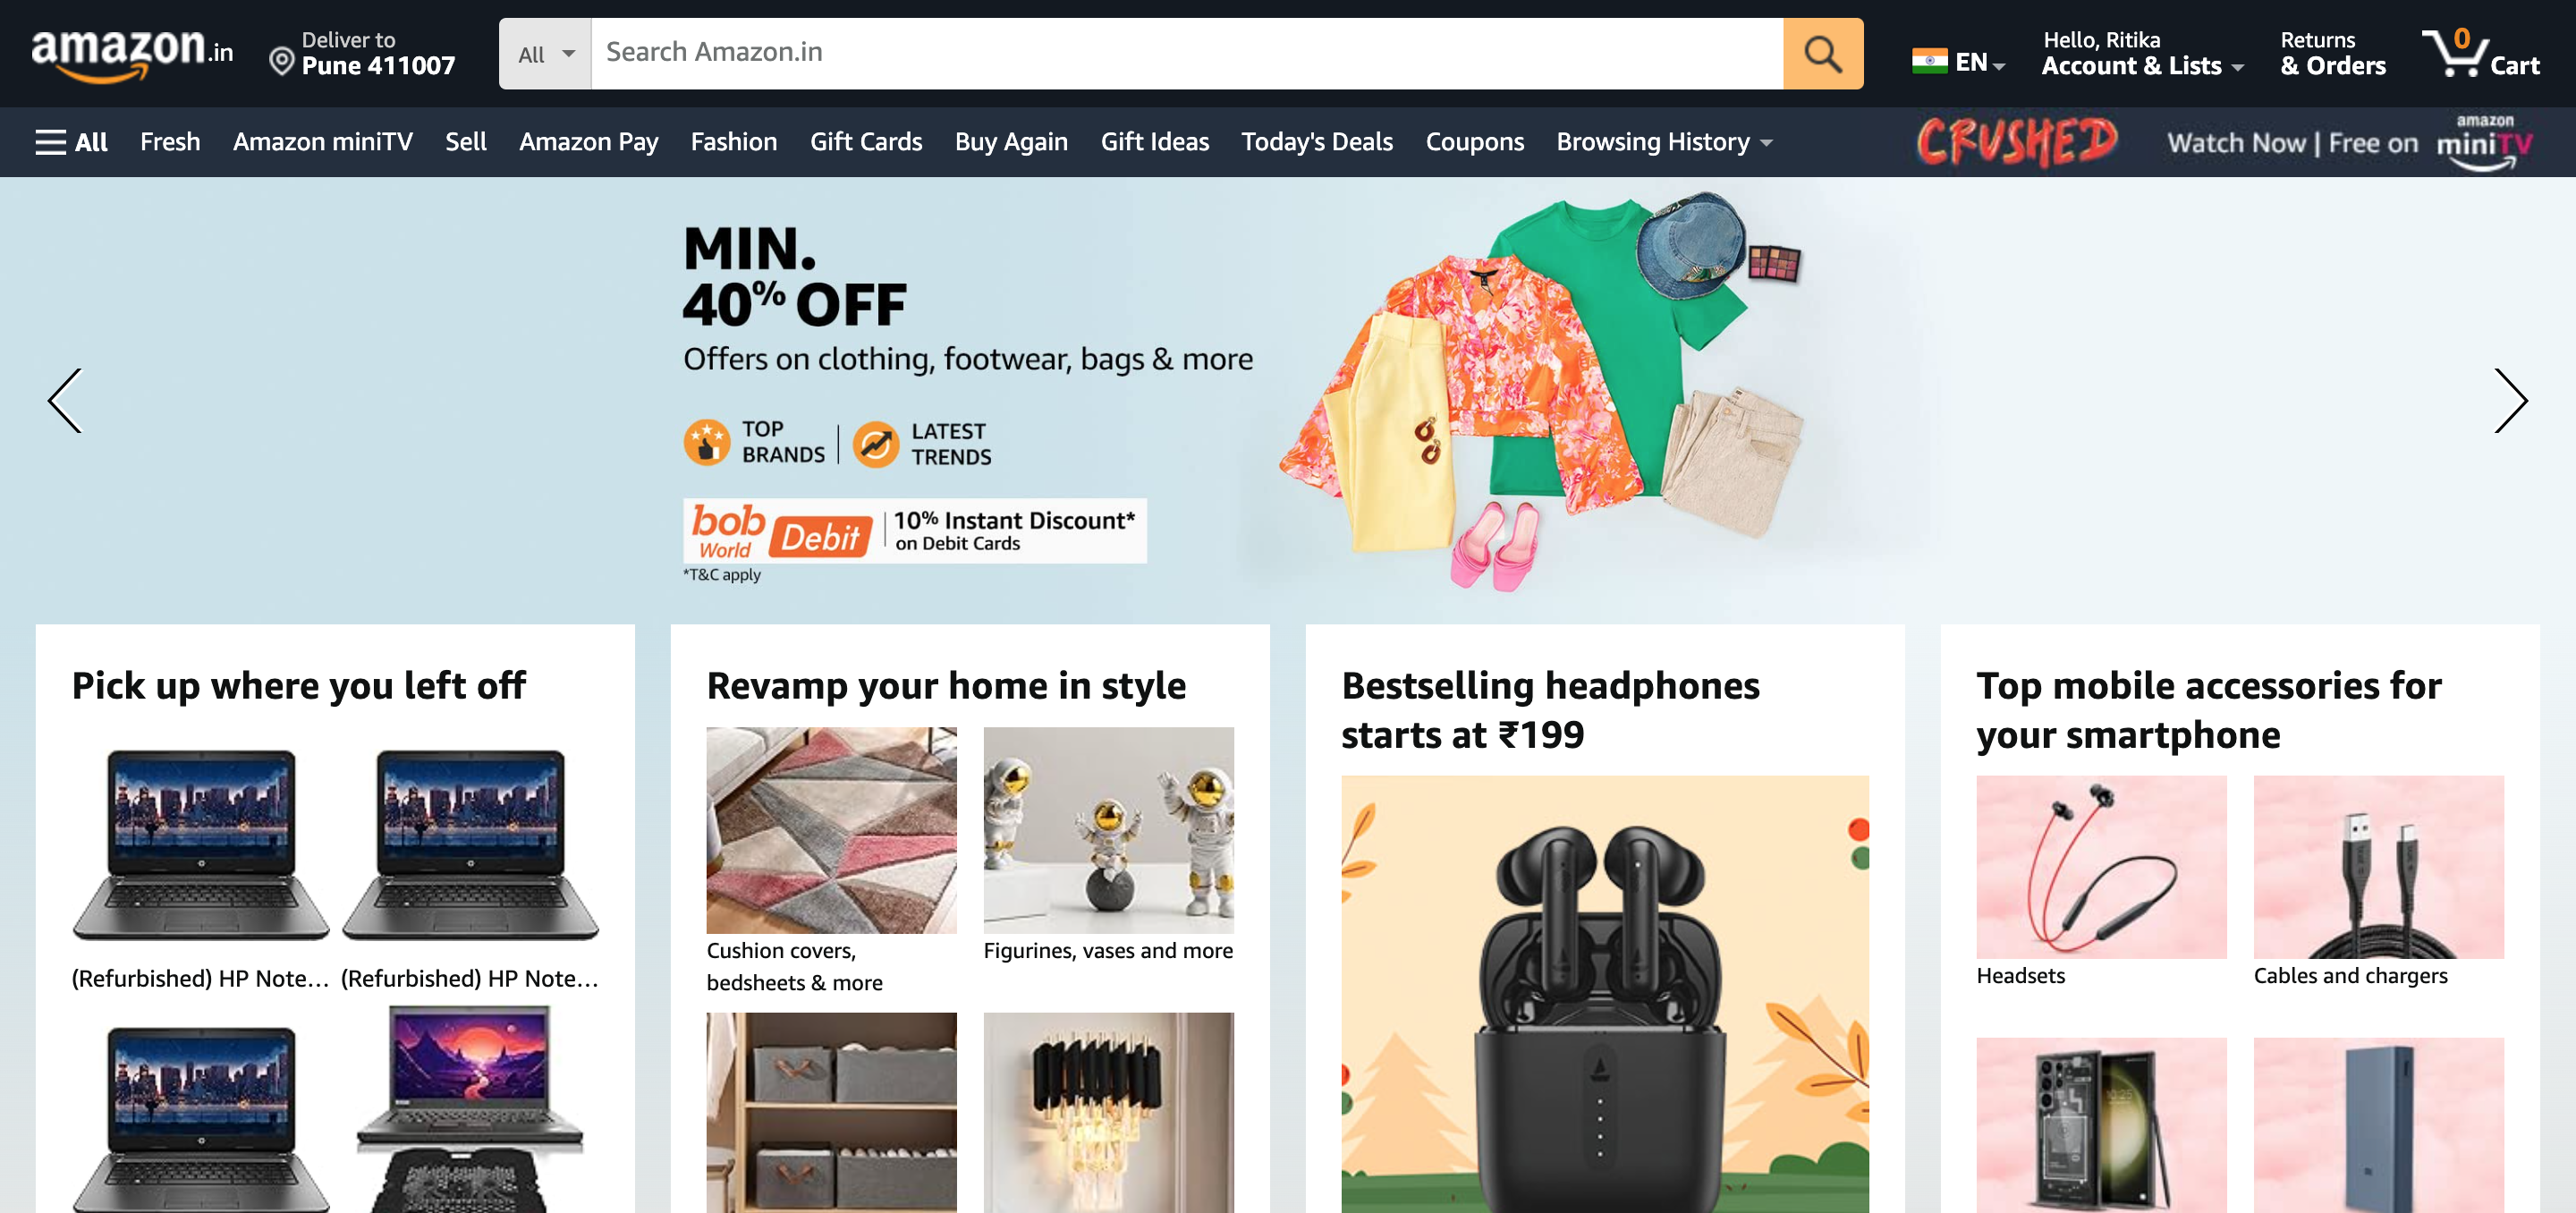 amazon.in
Deliver to
Pune 411007
All
Search Amazon.in
EN
Hello, Ritika
Account & Lists
Returns
& Orders
0
Cart
All
Fresh
Amazon miniTV
Sell
Amazon Pay
Fashion
Gift Cards
Buy Again
Gift Ideas
Today's Deals
Coupons
Browsing History
CRUSHED
Watch Now | Free on
amazon
miniTV
MIN.
40% OFF
Offers on clothing, footwear, bags & more
TOP
BRANDS
LATEST
TRENDS
bob
World
Debit
10% Instant Discount*
on Debit Cards
*T&C apply
Pick up where you left off
(Refurbished) HP Note...
(Refurbished) HP Note...
Revamp your home in style
Cushion covers,
bedsheets & more
Figurines, vases and more
Bestselling headphones
starts at ₹199
Top mobile accessories for
your smartphone
Headsets
Cables and chargers